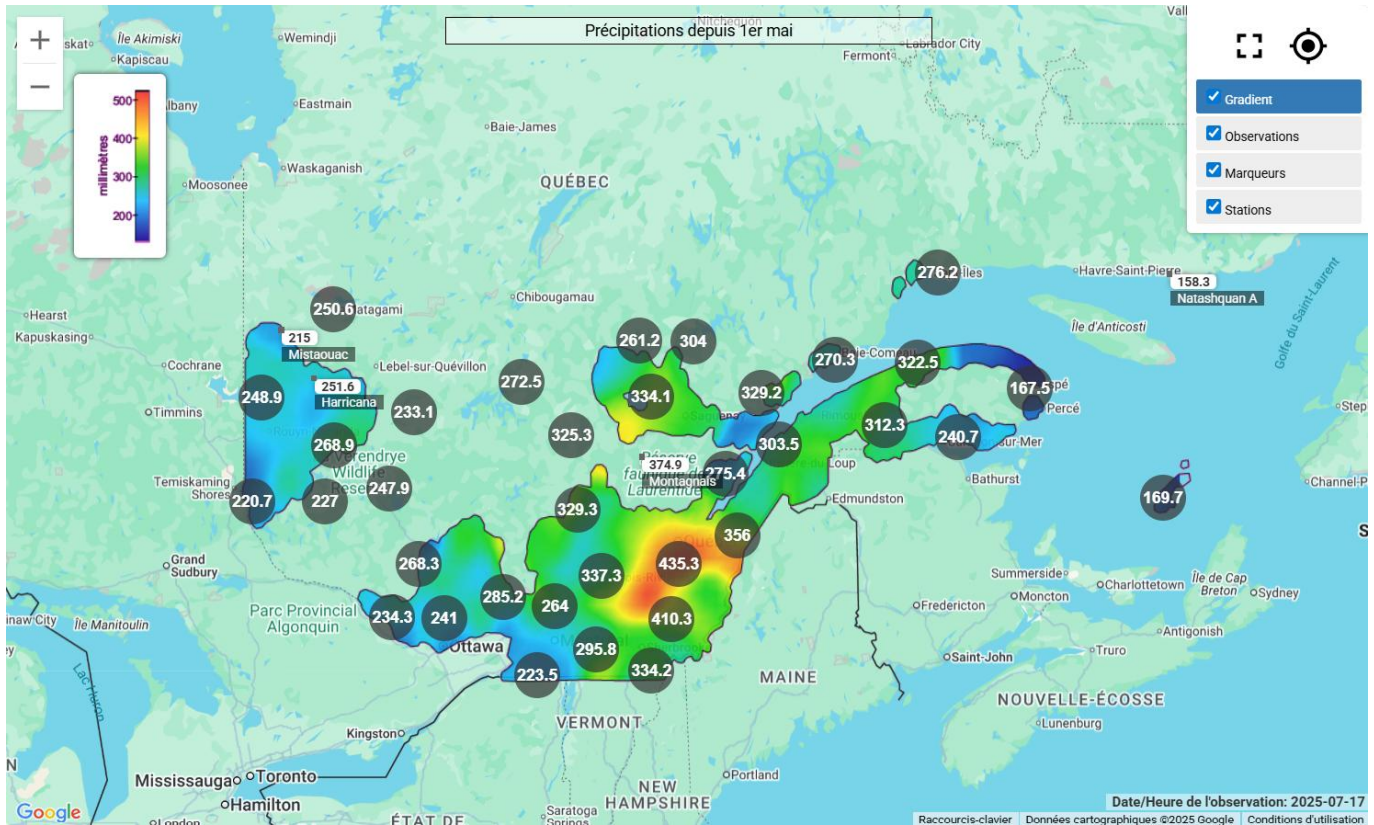 Précipitations depuis 1er mai
Nitchequon
Labrador City
Fermont
Île Akimiski
Kapiscau
Wemindji
Eastmain
Baie-James
Waskaganish
Moosonee
QUÉBEC
+
−
millimètres
500
400
300
200
Gradient
Observations
Marqueurs
Stations
276.2
Havre-Saint-Pierre
158.3
Natashquan A
Île d'Anticosti
Golfe du Saint-Laurent
Chibougamau
250.6
Hearst
Kapuskasing
215
Mistaouac
261.2
304
270.3
322.5
Cochrane
Lebel-sur-Quévillon
251.6
Harricana
272.5
329.2
167.5
248.9
334.1
Percé
Timmins
233.1
312.3
240.7
325.3
303.5
268.9
374.9
Montagnais
275.4
Wildlife
Temiskaming
Shores
220.7
227
247.9
Bathurst
Edmundston
169.7
329.3
356
Grand
Sudbury
268.3
337.3
435.3
Summerside
Charlottetown
Île de Cap
Breton
Sydney
Moncton
Parc Provincial
Algonquin
Île Manitoulin
234.3
241
285.2
264
410.3
Fredericton
Antigonish
Ottawa
295.8
334.2
223.5
Saint-John
Truro
Lac Huron
MAINE
NOUVELLE-ÉCOSSE
Lunenburg
VERMONT
Kingston
Mississauga
Toronto
Hamilton
Portland
NEW
HAMPSHIRE
Saratoga
Springs
ÉTAT DE
London
Google
Date/Heure de l'observation: 2025-07-17
Raccourcis-clavier Données cartographiques ©2025 Google Conditions d'utilisation